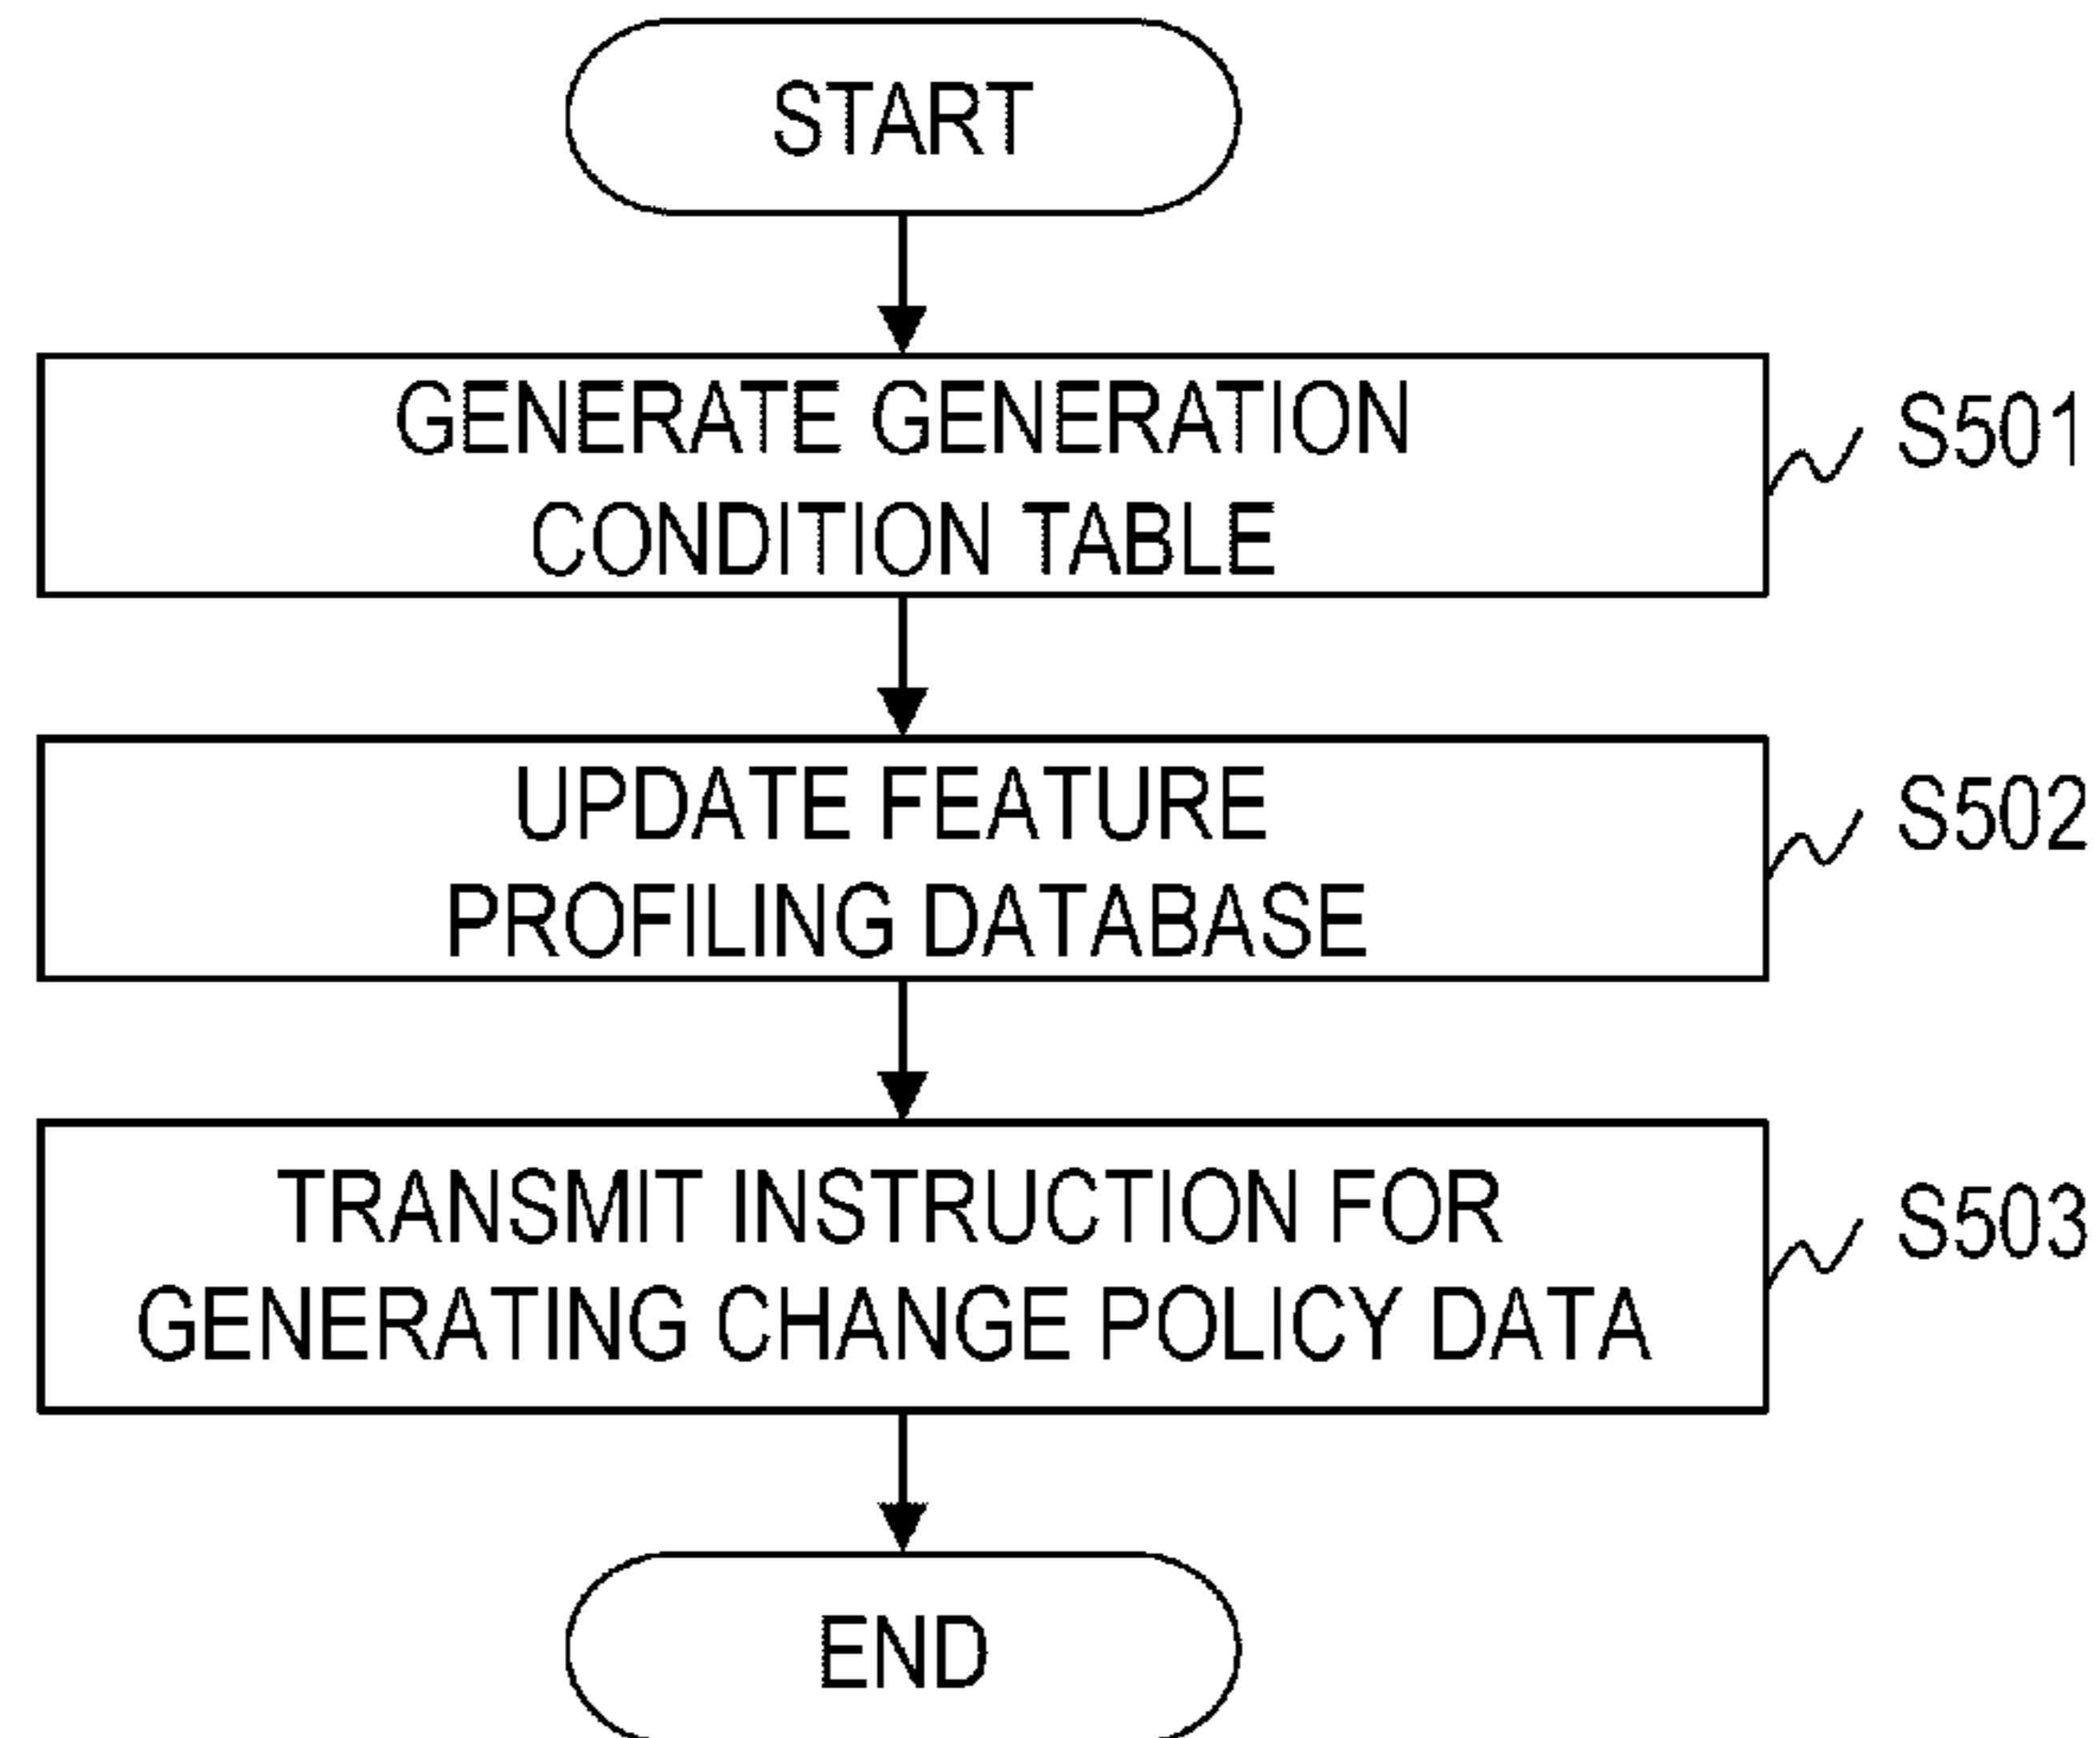 START
GENERATE GENERATION
CONDITION TABLE
S501
UPDATE FEATURE
PROFILING DATABASE
S502
TRANSMIT INSTRUCTION FOR
GENERATING CHANGE POLICY DATA
S503
END